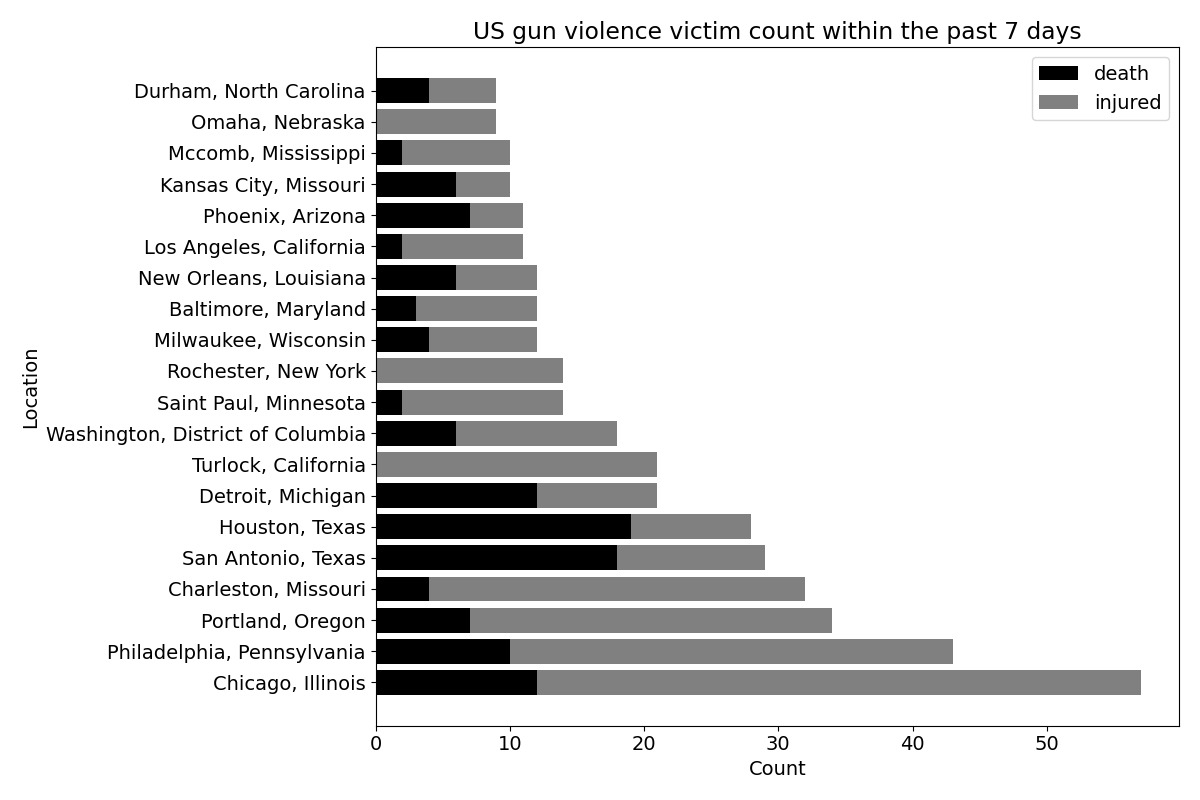 US gun violence victim count within the past 7 days
death
injured
Durham, North Carolina
Omaha, Nebraska
Mccomb, Mississippi
Kansas City, Missouri
Phoenix, Arizona
Los Angeles, California
New Orleans, Louisiana
Baltimore, Maryland
Milwaukee, Wisconsin
Rochester, New York
Saint Paul, Minnesota
Washington, District of Columbia
Turlock, California
Detroit, Michigan
Houston, Texas
San Antonio, Texas
Charleston, Missouri
Portland, Oregon
Philadelphia, Pennsylvania
Chicago, Illinois
Location
0 10 20 30 40 50
Count